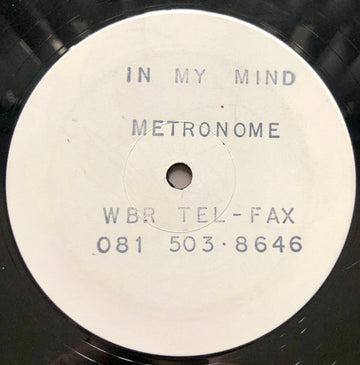 IN MY MIND
METRONOME
WBR TEL-FAX
081 503·8646